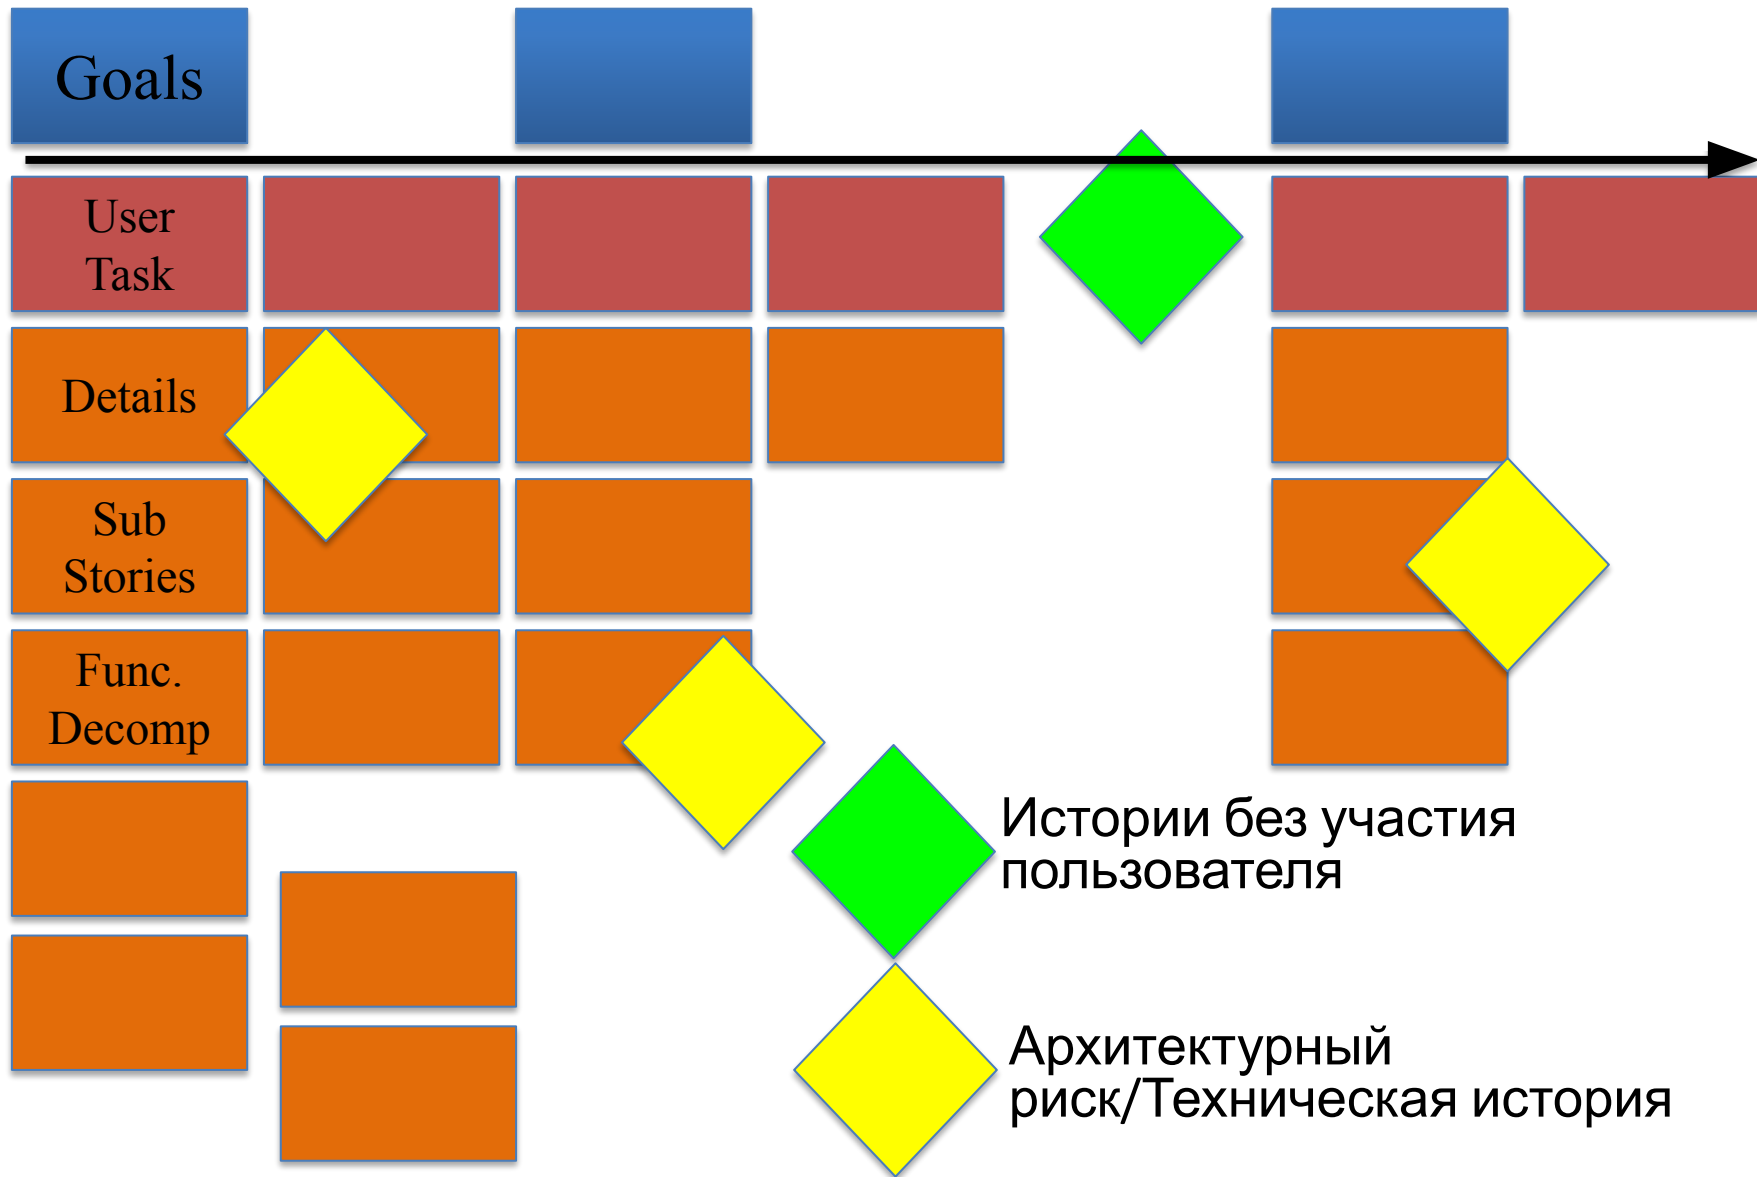 Goals
User
Task
Details
Sub
Stories
Func.
Decomp
Истории без участия
пользователя
Архитектурный
риск/Техническая история